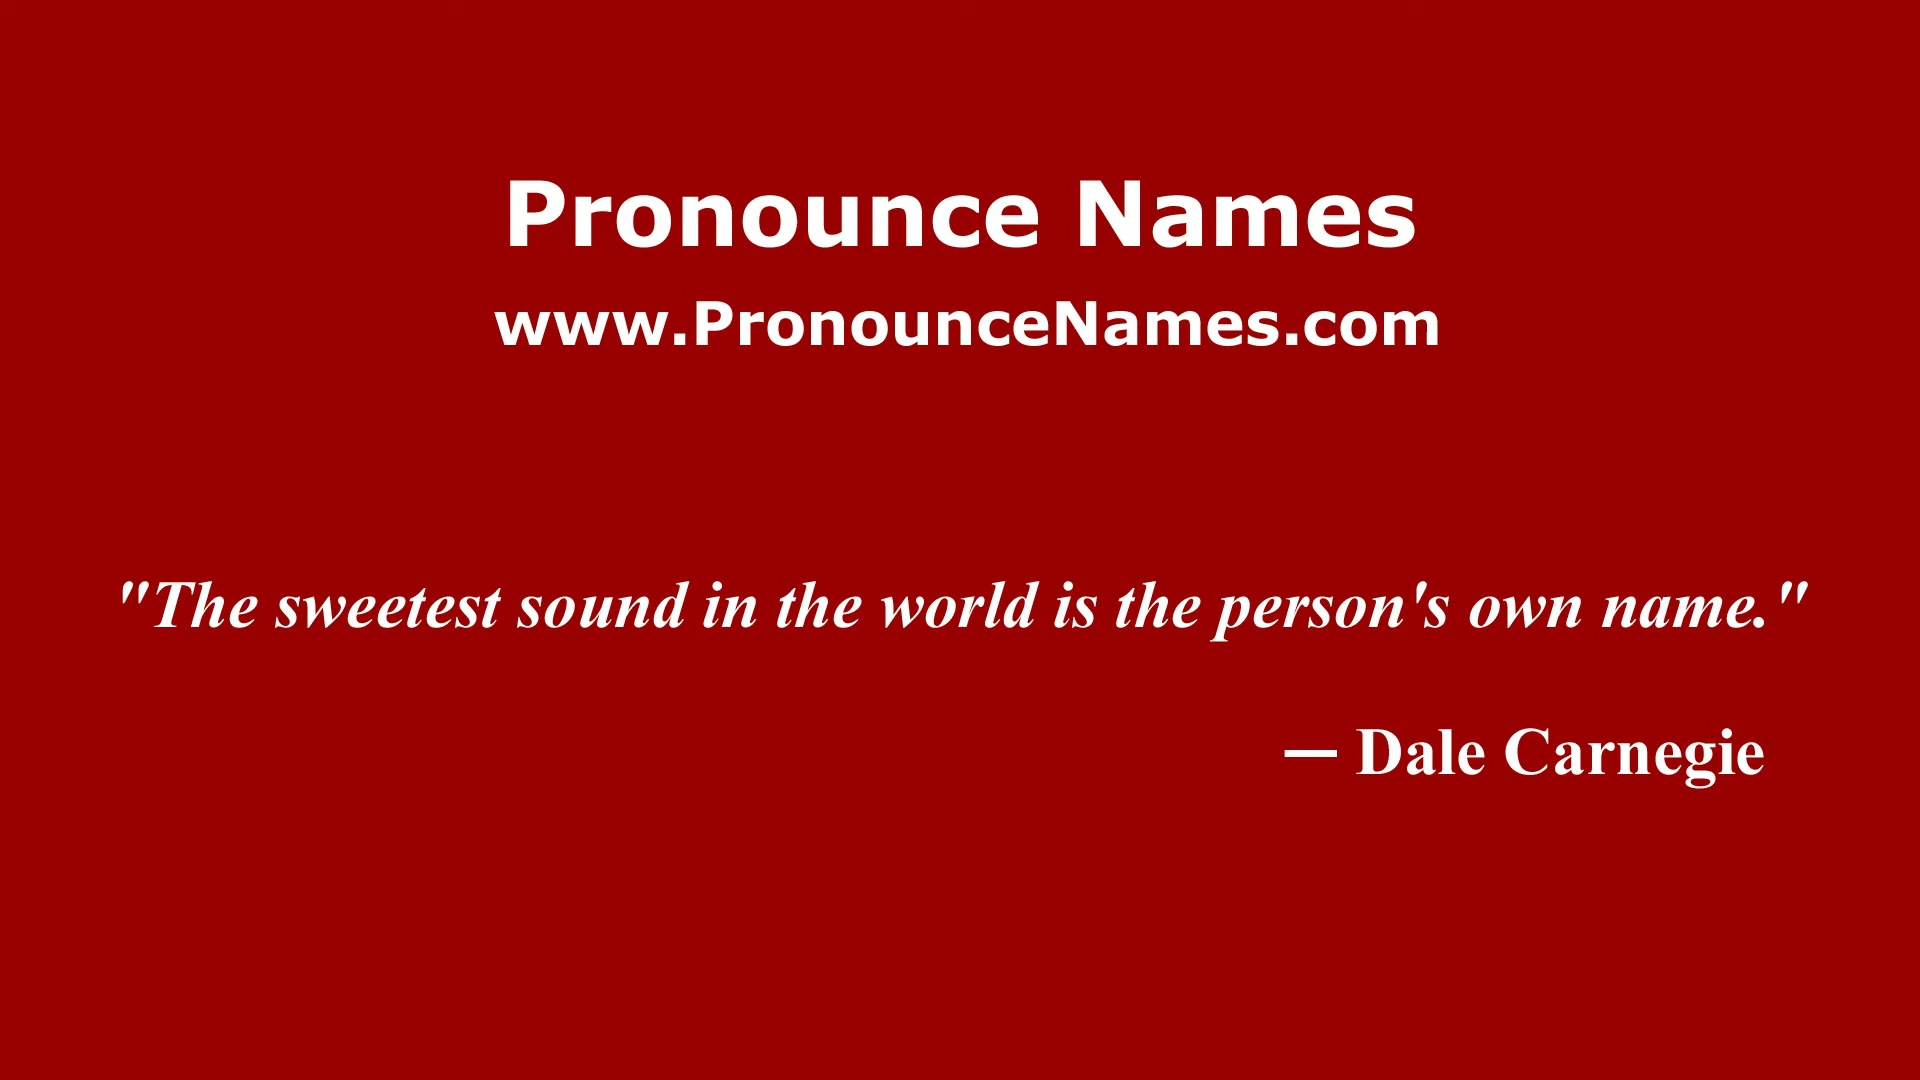 Pronounce Names
www.PronounceNames.com
"The sweetest sound in the world is the person's own name."
— Dale Carnegie